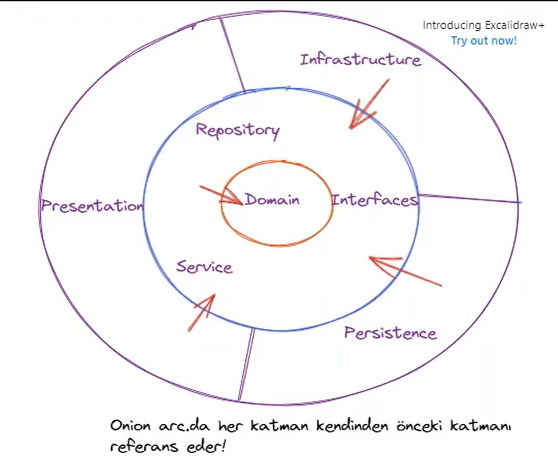 Introducing Excalidraw+
Try out now!
Infrastructure
Repository
Presentation
Domain
Interfaces
Service
Persistence
Onion arc.da her katman kendinden önceki katmanı
referans eder!